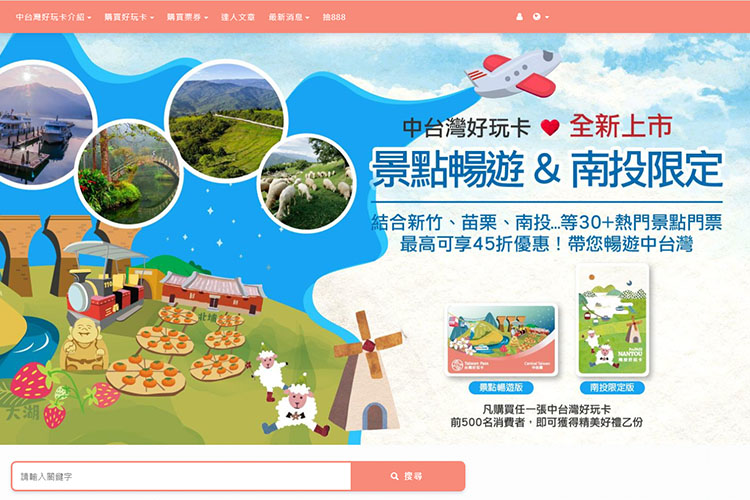 中台灣好玩卡介紹 購買好玩卡 購買票券 達人文章 最新消息 搶888
中台灣好玩卡 全新上市
景點暢遊 & 南投限定
結合新竹、苗栗、南投...等30+熱門景點門票
最高可享45折優惠！帶您暢遊中台灣
北埔
大湖
Taiwan Pass
台灣好玩卡
Central Taiwan
中台灣
NANTOU
景點暢遊版 南投限定版
凡購買任一張中台灣好玩卡
前500名消費者，即可獲得精美好禮乙份
請輸入關鍵字 搜尋